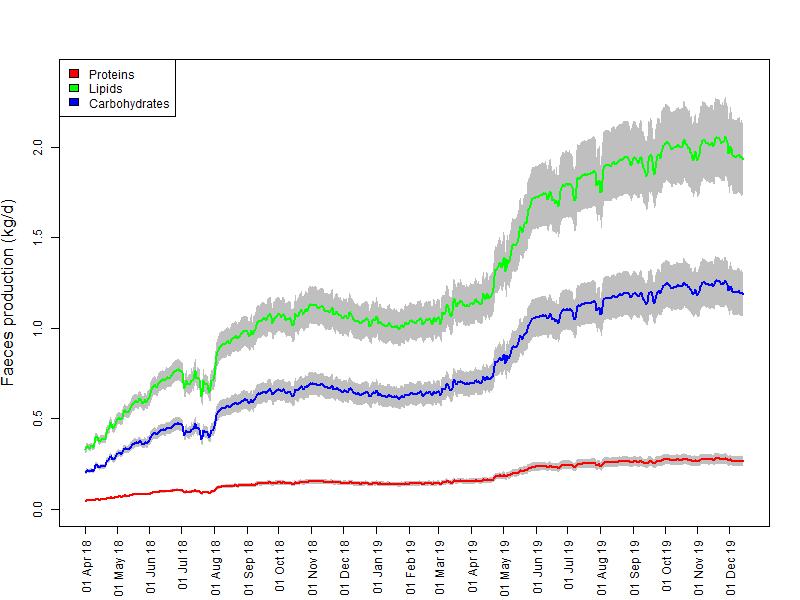 Proteins
Lipids
Carbohydrates
Faeces production (kg/d)
2.0
1.5
1.0
0.5
0.0
01 Apr 18
01 May 18
01 Jun 18
01 Jul 18
01 Aug 18
01 Sep 18
01 Oct 18
01 Nov 18
01 Dec 18
01 Jan 19
01 Feb 19
01 Mar 19
01 Apr 19
01 May 19
01 Jun 19
01 Jul 19
01 Aug 19
01 Sep 19
01 Oct 19
01 Nov 19
01 Dec 19